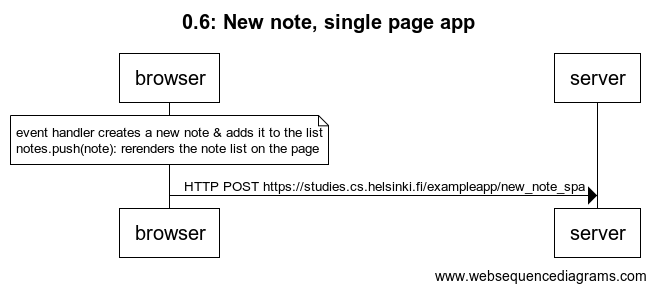 0.6: New note, single page app
browser
server
event handler creates a new note & adds it to the list
notes.push(note): rerenders the note list on the page
HTTP POST https://studies.cs.helsinki.fi/exampleapp/new_note_spa
browser
server
www.websequencediagrams.com